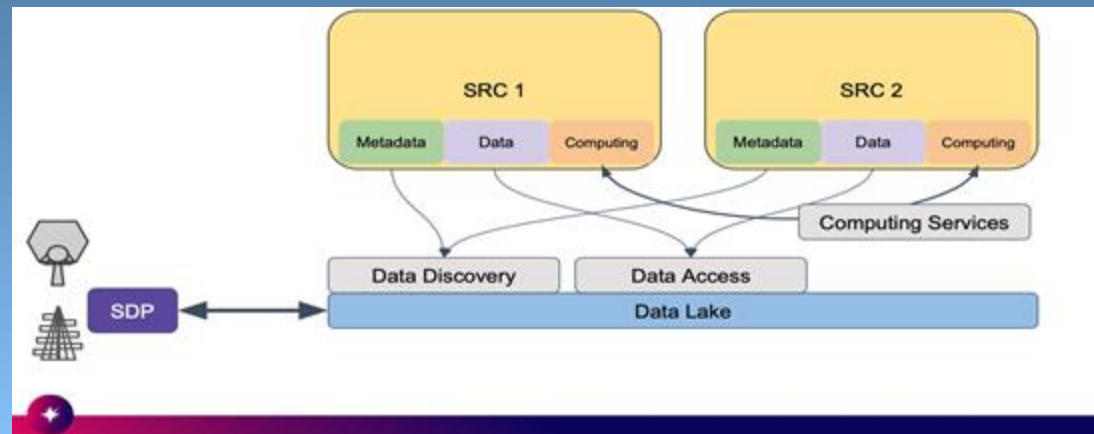 SRC 1
SRC 2
Metadata Data Computing
Metadata Data Computing
Computing Services
Data Discovery
Data Access
SDP
Data Lake